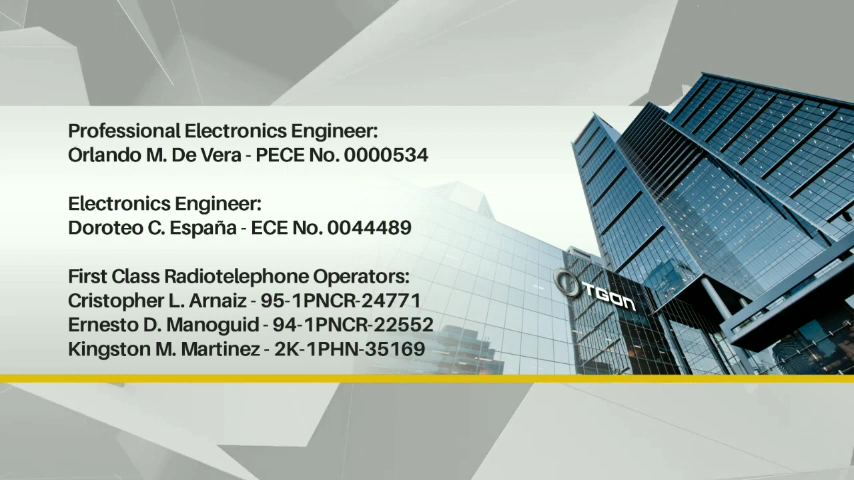 Professional Electronics Engineer:
Orlando M. De Vera - PECE No. 0000534
Electronics Engineer:
Doroteo C. España - ECE No. 0044489
First Class Radiotelephone Operators:
Cristopher L. Arnaiz - 95-1PNCR-24771
Ernesto D. Manoguid - 94-1PNCR-22552
Kingston M. Martinez - 2K-1PHN-35169
TGON